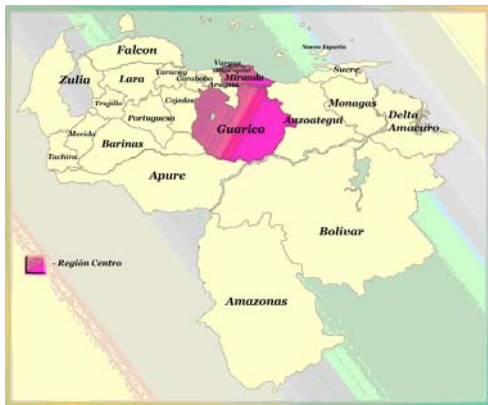 Nueva Esparta
Falcon
Vargas
Sucre
Zulia
Lara
Yaracuy
Carabobo
Miranda
Aragua
Monagas
Trujillo
Cojedes
Portuguesa
Guarico
Anzoategui
Delta
Amacuro
Merida
Barinas
Tachira
Apure
Bolivar
- Región Centro
Amazonas